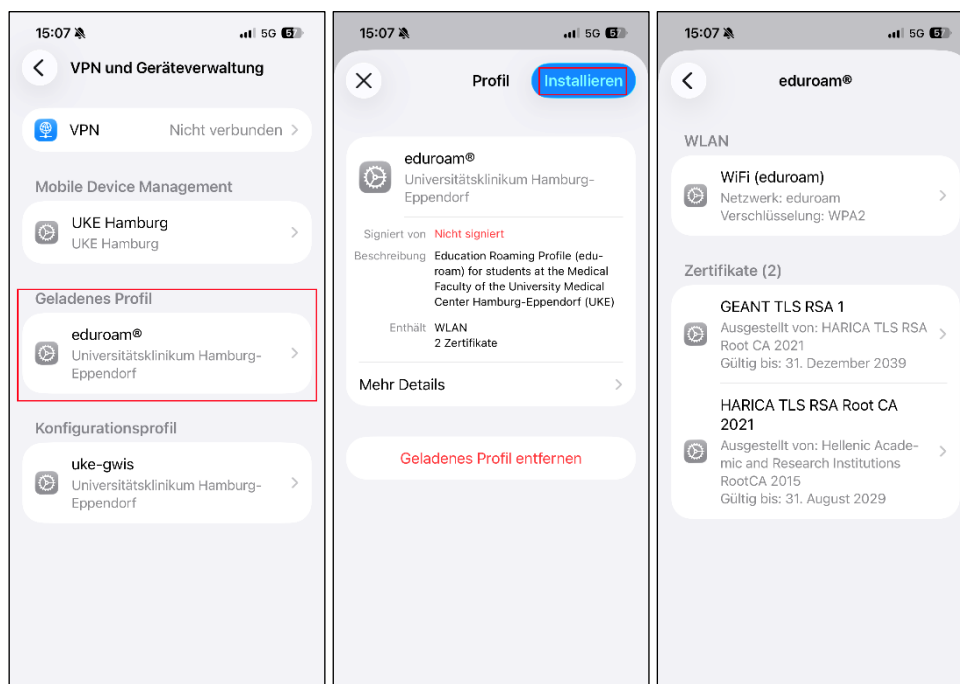 15:07
5G 57
VPN und Geräteverwaltung
VPN
Nicht verbunden
Mobile Device Management
UKE Hamburg
UKE Hamburg
Geladenes Profil
eduroam®
Universitätsklinikum Hamburg-
Eppendorf
Konfigurationsprofil
uke-gwis
Universitätsklinikum Hamburg-
Eppendorf
15:07
5G 57
Profil
Installieren
eduroam®
Universitätsklinikum Hamburg-
Eppendorf
Signiert von Nicht signiert
Beschreibung Education Roaming Profile (edu-
roam) for students at the Medical
Faculty of the University Medical
Center Hamburg-Eppendorf (UKE)
Enthält WLAN
2 Zertifikate
Mehr Details
Geladenes Profil entfernen
15:07
5G 57
eduroam®
WLAN
WiFi (eduroam)
Netzwerk: eduroam
Verschlüsselung: WPA2
Zertifikate (2)
GEANT TLS RSA 1
Ausgestellt von: HARICA TLS RSA
Root CA 2021
Gültig bis: 31. Dezember 2039
HARICA TLS RSA Root CA
2021
Ausgestellt von: Hellenic Acade-
mic and Research Institutions
RootCA 2015
Gültig bis: 31. August 2029